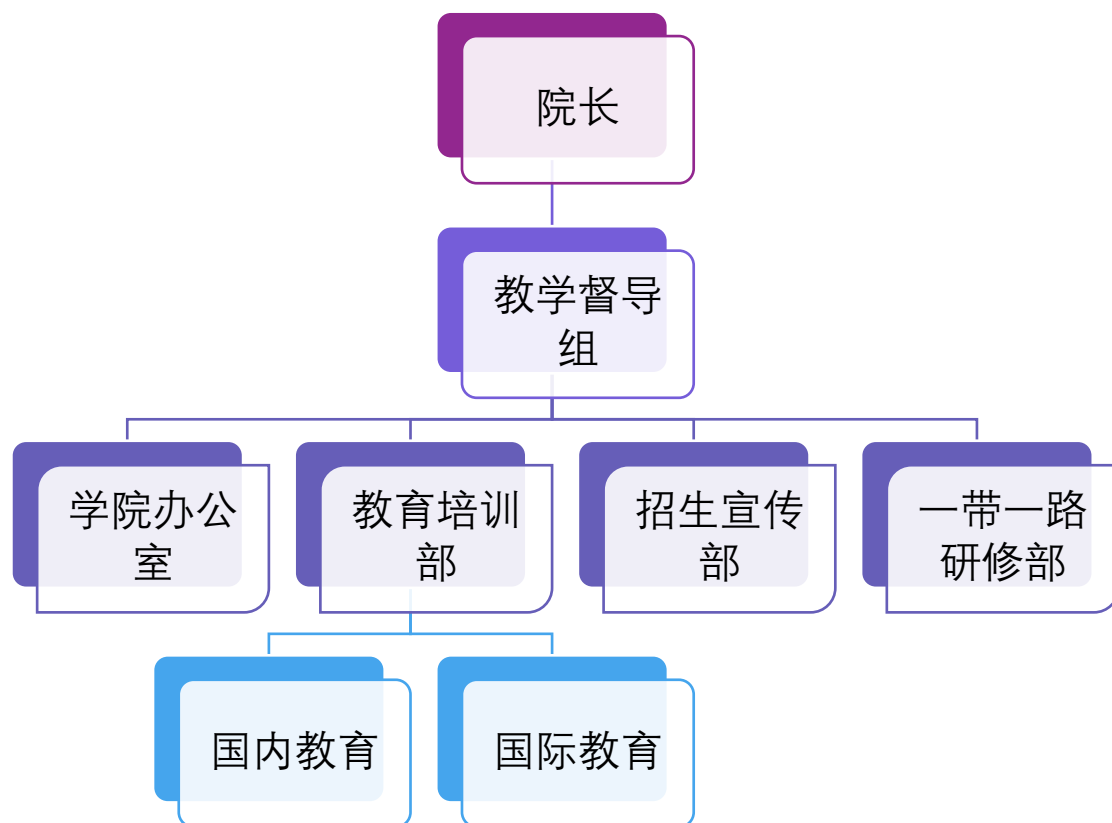 院长
教学督导
组
学院办公
室
教育培训
部
招生宣传
部
一带一路
研修部
国内教育
国际教育